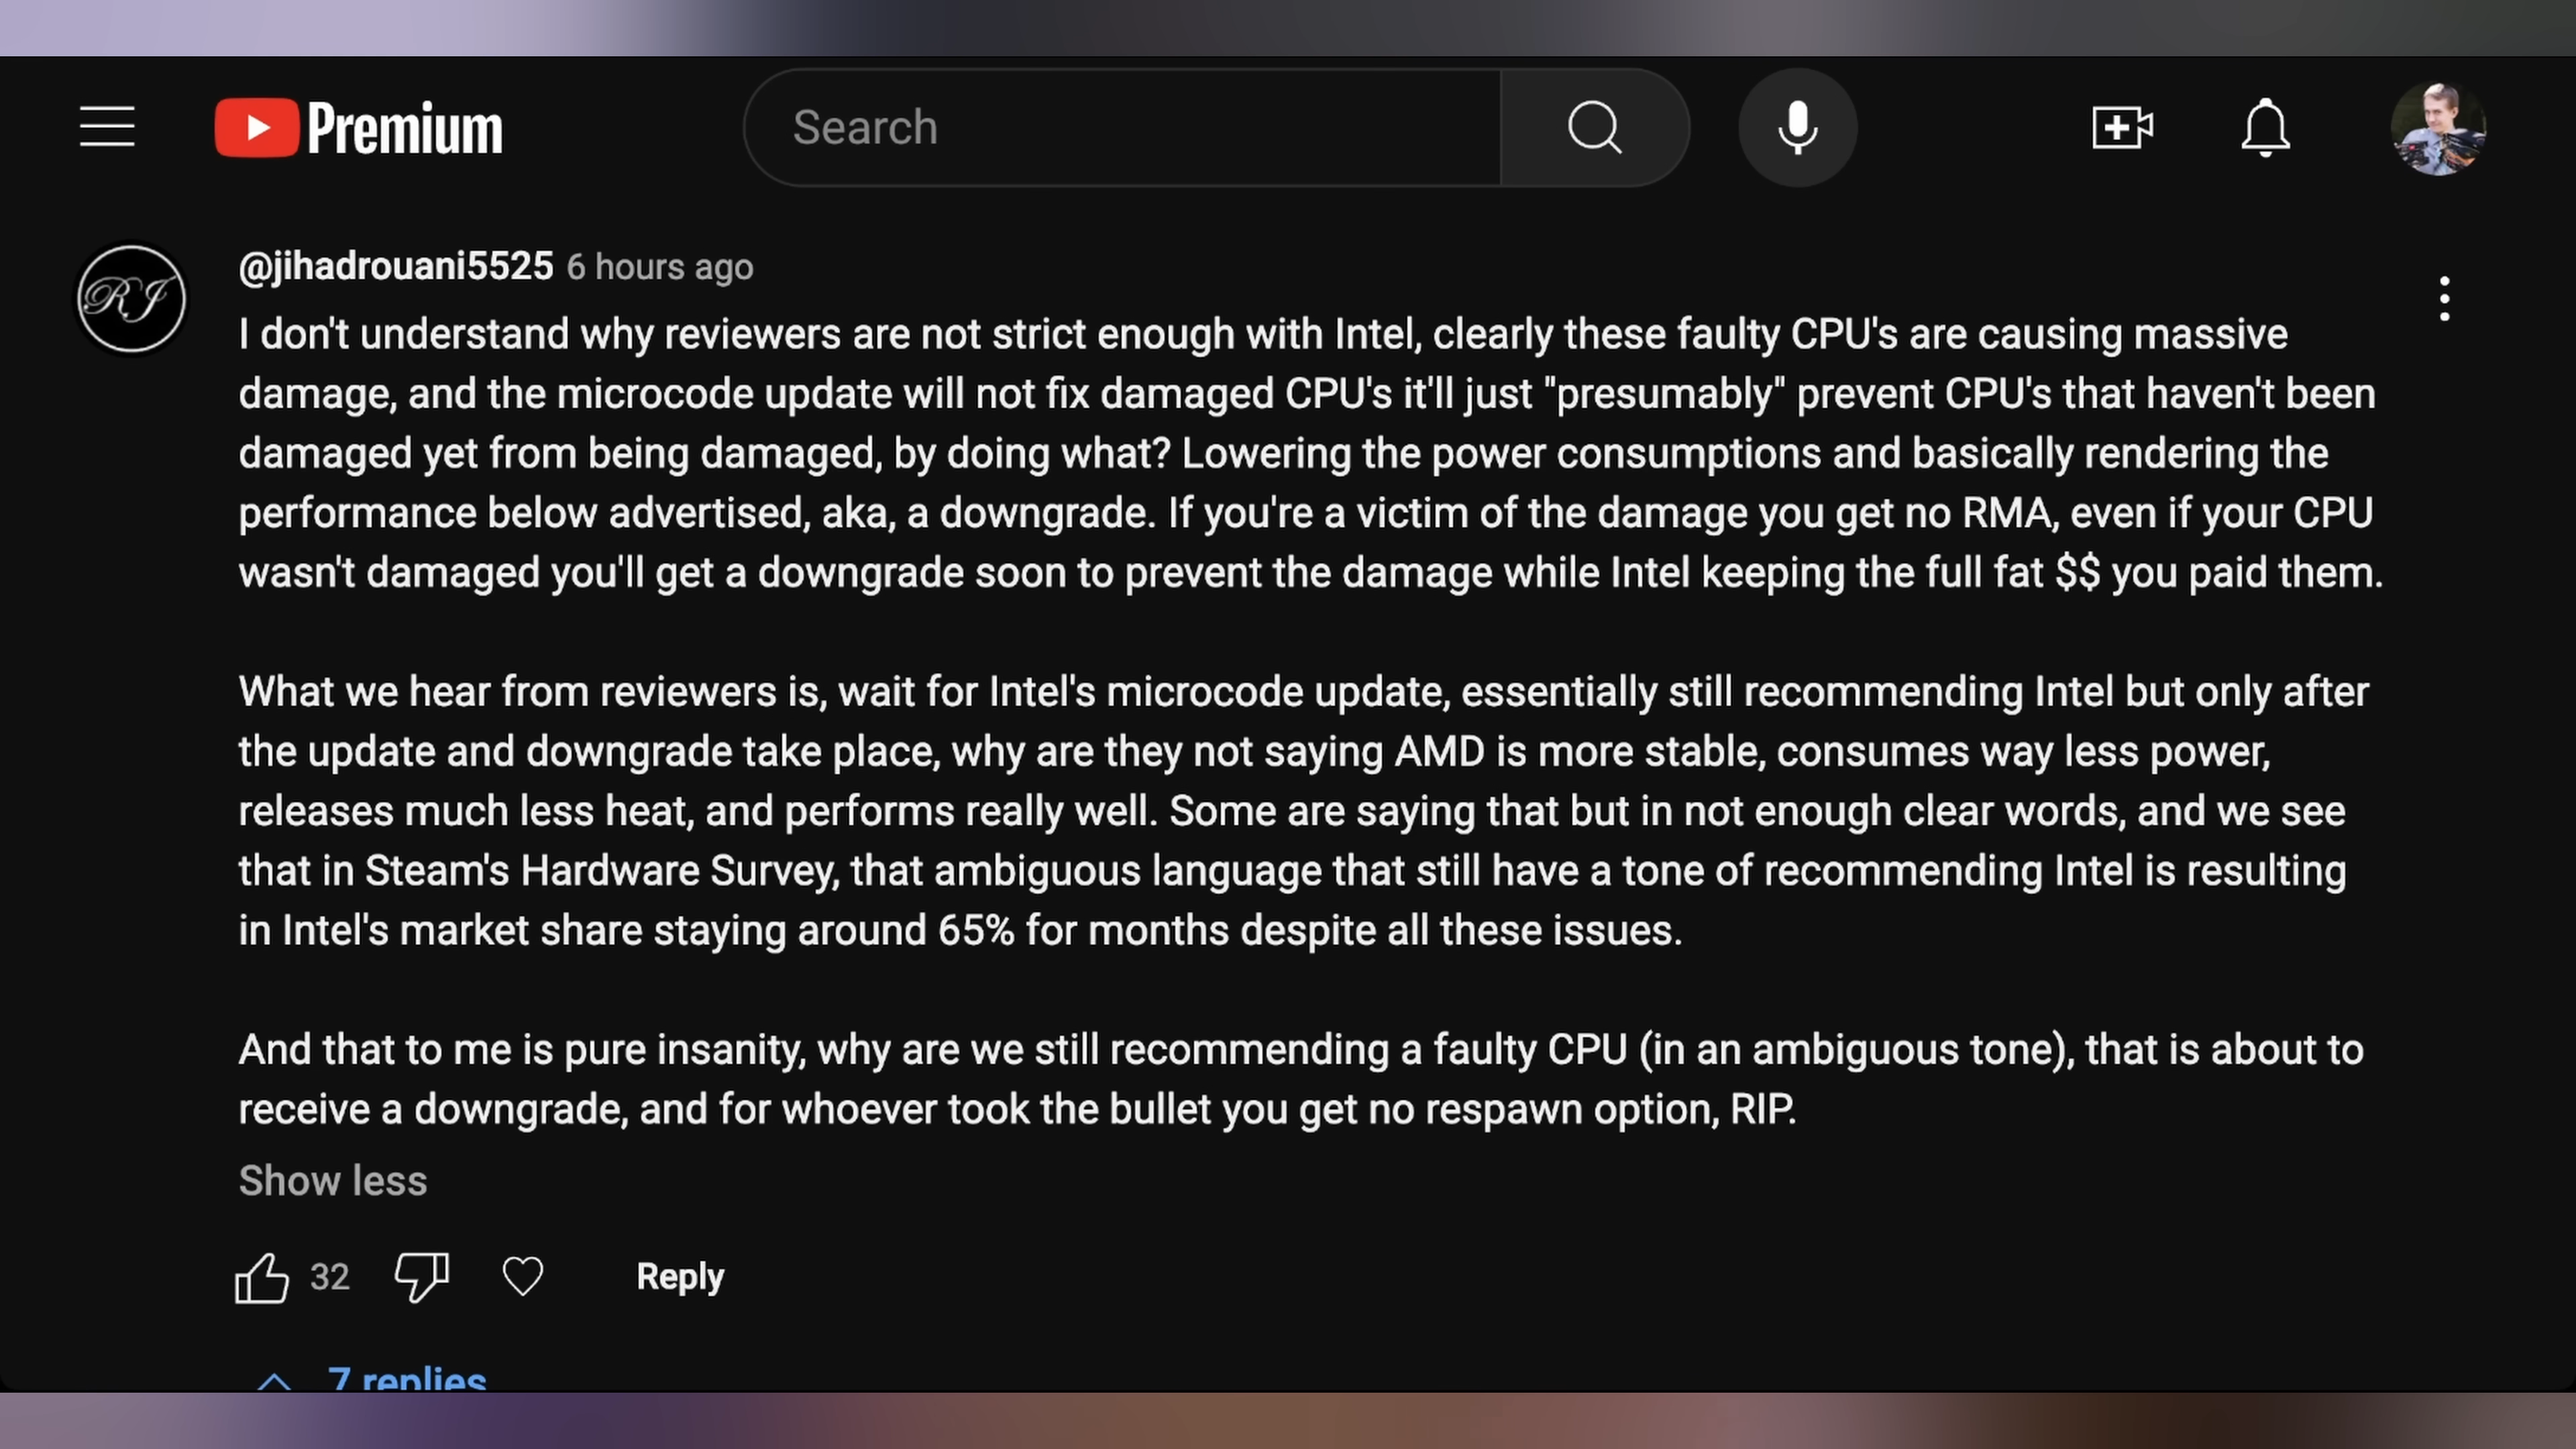 Premium
Search
@jihadrouani5525 6 hours ago
I don't understand why reviewers are not strict enough with Intel, clearly these faulty CPU's are causing massive
damage, and the microcode update will not fix damaged CPU's it'll just "presumably" prevent CPU's that haven't been
damaged yet from being damaged, by doing what? Lowering the power consumptions and basically rendering the
performance below advertised, aka, a downgrade. If you're a victim of the damage you get no RMA, even if your CPU
wasn't damaged you'll get a downgrade soon to prevent the damage while Intel keeping the full fat $$ you paid them.
What we hear from reviewers is, wait for Intel's microcode update, essentially still recommending Intel but only after
the update and downgrade take place, why are they not saying AMD is more stable, consumes way less power,
releases much less heat, and performs really well. Some are saying that but in not enough clear words, and we see
that in Steam's Hardware Survey, that ambiguous language that still have a tone of recommending Intel is resulting
in Intel's market share staying around 65% for months despite all these issues.
And that to me is pure insanity, why are we still recommending a faulty CPU (in an ambiguous tone), that is about to
receive a downgrade, and for whoever took the bullet you get no respawn option, RIP.
Show less
32 Reply
7 replies
RJ